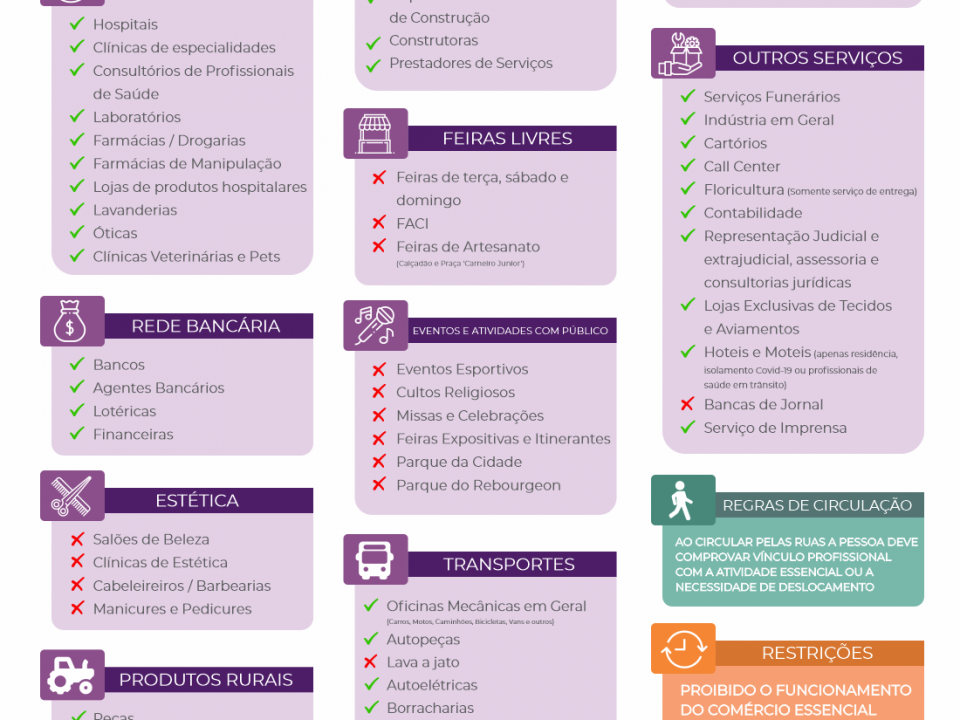 Hospitais
Clínicas de especialidades
Consultórios de Profissionais
de Saúde
Laboratórios
Farmácias / Drogarias
Farmácias de Manipulação
Lojas de produtos hospitalares
Lavanderias
Óticas
Clínicas Veterinárias e Pets
REDE BANCÁRIA
Bancos
Agentes Bancários
Lotéricas
Financeiras
ESTÉTICA
Salões de Beleza
Clínicas de Estética
Cabeleireiros / Barbearias
Manicures e Pedicures
PRODUTOS RURAIS
Peças
de Construção
Construtoras
Prestadores de Serviços
FEIRAS LIVRES
Feiras de terça, sábado e
domingo
FACI
Feiras de Artesanato
(Calçadão e Praça "Carneiro Junior")
EVENTOS E ATIVIDADES COM PÚBLICO
Eventos Esportivos
Cultos Religiosos
Missas e Celebrações
Feiras Expositivas e Itinerantes
Parque da Cidade
Parque do Rebourgeon
TRANSPORTES
Oficinas Mecânicas em Geral
(Carros, Motos, Caminhões, Bicicletas, Vans e outros)
Autopeças
Lava a jato
Autoelétricas
Borracharias
OUTROS SERVIÇOS
Serviços Funerários
Indústria em Geral
Cartórios
Call Center
Floricultura (Somente serviço de entrega)
Contabilidade
Representação Judicial e
extrajudicial, assessoria e
consultorias jurídicas
Lojas Exclusivas de Tecidos
e Aviamentos
Hoteis e Moteis (apenas residência,
isolamento Covid-19 ou profissionais de
saúde em trânsito)
Bancas de Jornal
Serviço de Imprensa
REGRAS DE CIRCULAÇÃO
AO CIRCULAR PELAS RUAS A PESSOA DEVE
COMPROVAR VÍNCULO PROFISSIONAL
COM A ATIVIDADE ESSENCIAL OU A
NECESSIDADE DE DESLOCAMENTO
RESTRIÇÕES
PROIBIDO O FUNCIONAMENTO
DO COMÉRCIO ESSENCIAL